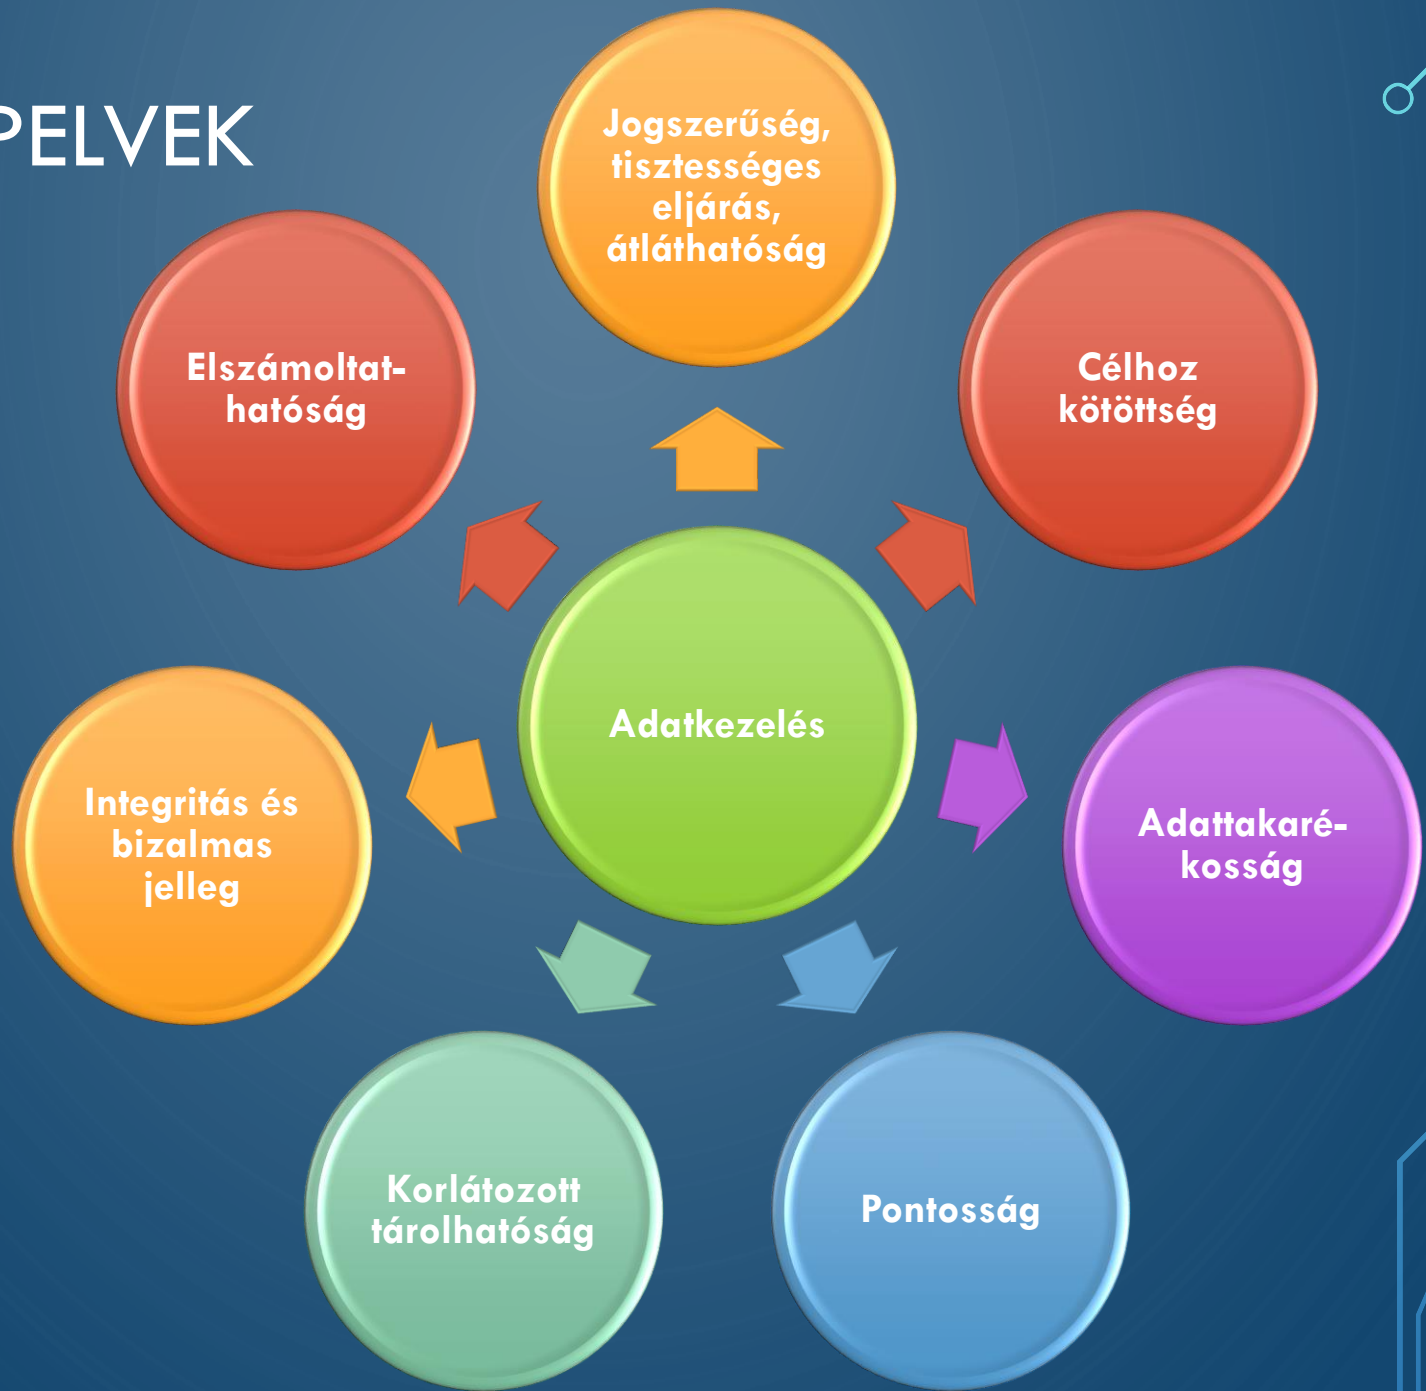 PELVEK
Jogszerűség,
tisztességes
eljárás,
átláthatóság
Célhoz
kötöttség
Adattakaré-
kosság
Pontosság
Korlátozott
tárolhatóság
Integritás és
bizalmas
jelleg
Elszámoltat-
hatóság
Adatkezelés